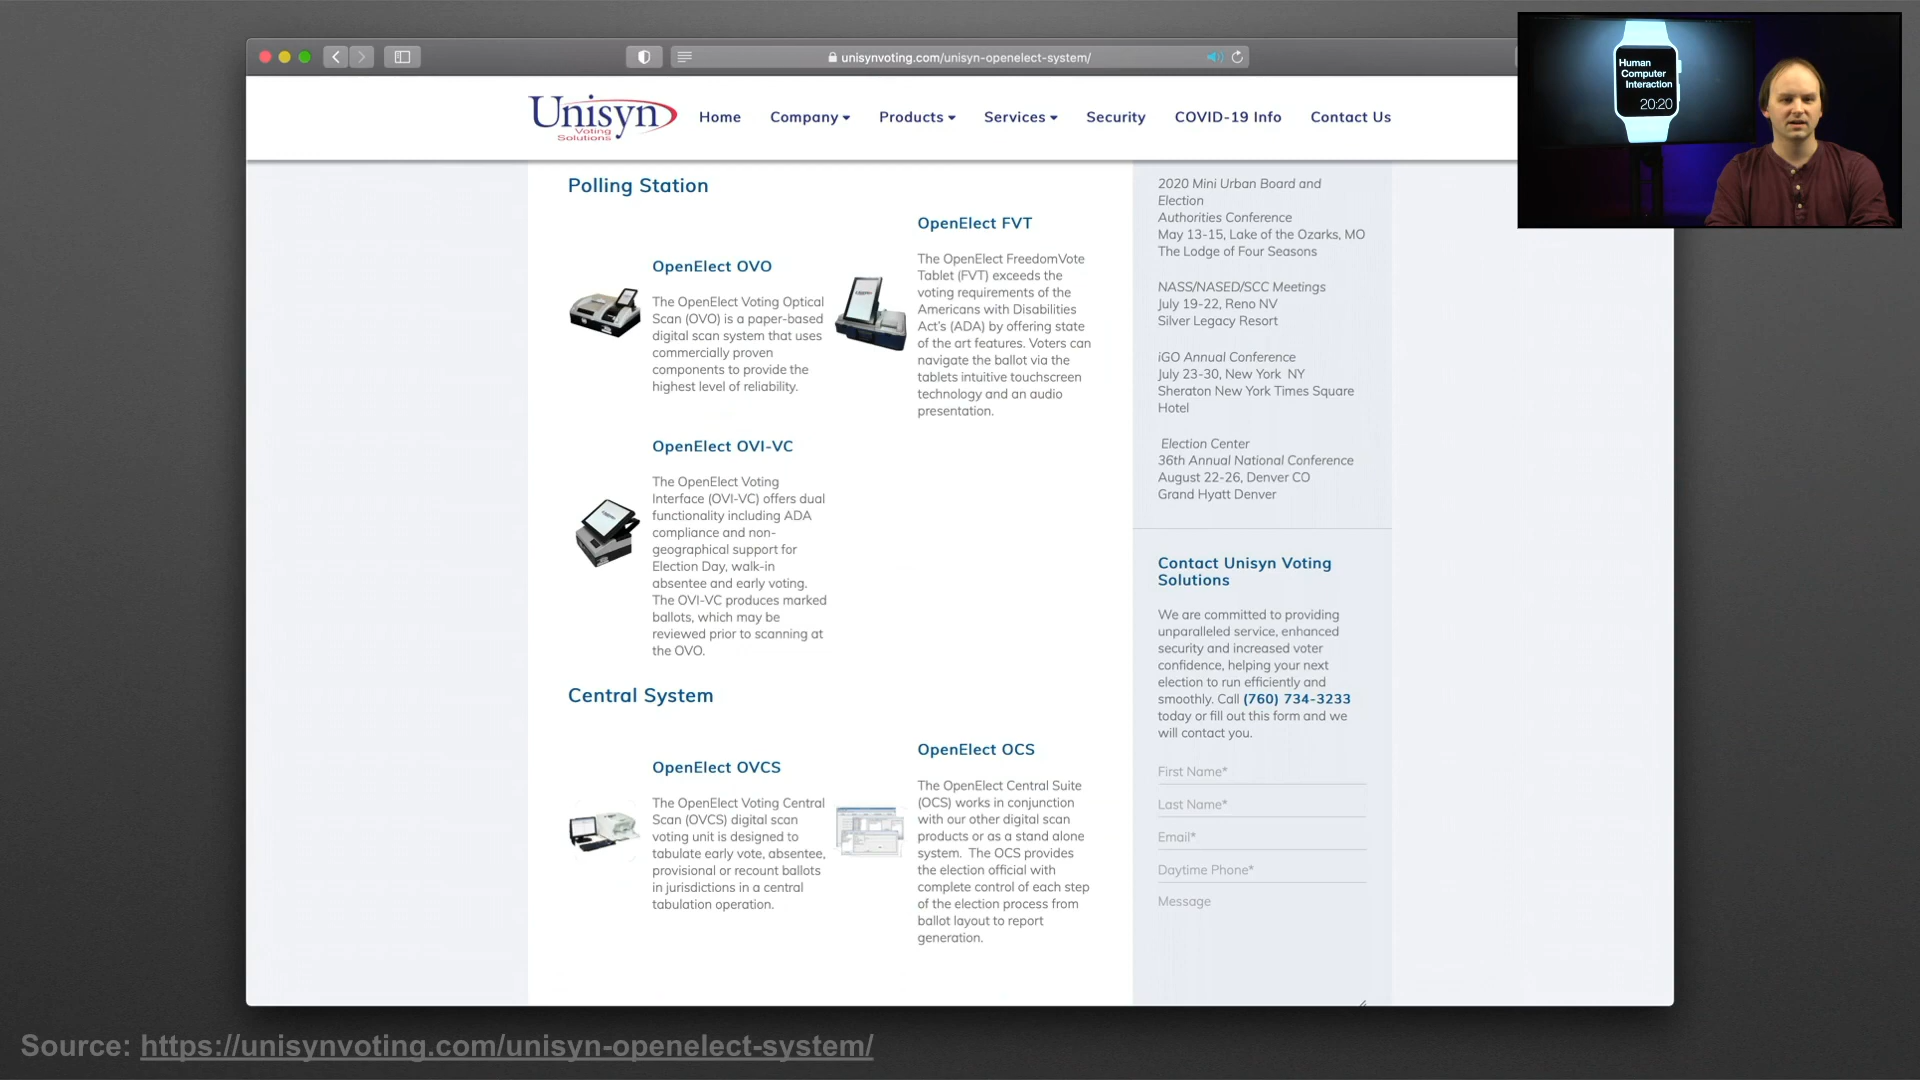 unisynvoting.com/unisyn-openelect-system/
Human
Computer
Interaction
20:20
Unisyn
Voting
Solutions
Home
Company
Products
Services
Security
COVID-19 Info
Contact Us
Polling Station
OpenElect OVO
The OpenElect Voting Optical
Scan (OVO) is a paper-based
digital scan system that uses
commercially proven
components to provide the
highest level of reliability.
OpenElect FVT
The OpenElect FreedomVote
Tablet (FVT) exceeds the
voting requirements of the
Americans with Disabilities
Act's (ADA) by offering state
of the art features. Voters can
navigate the ballot via the
tablets intuitive touchscreen
technology and an audio
presentation.
OpenElect OVI-VC
The OpenElect Voting
Interface (OVI-VC) offers dual
functionality including ADA
compliance and non-
geographical support for
Election Day, walk-in
absentee and early voting.
The OVI-VC produces marked
ballots, which may be
reviewed prior to scanning at
the OVO.
Central System
OpenElect OVCS
The OpenElect Voting Central
Scan (OVCS) digital scan
voting unit is designed to
tabulate early vote, absentee,
provisional or recount ballots
in jurisdictions in a central
tabulation operation.
OpenElect OCS
The OpenElect Central Suite
(OCS) works in conjunction
with our other digital scan
products or as a stand alone
system. The OCS provides
the election official with
complete control of each step
of the election process from
ballot layout to report
generation.
2020 Mini Urban Board and
Election
Authorities Conference
May 13-15, Lake of the Ozarks, MO
The Lodge of Four Seasons
NASS/NASED/SCC Meetings
July 19-22, Reno NV
Silver Legacy Resort
iGO Annual Conference
July 23-30, New York NY
Sheraton New York Times Square
Hotel
Election Center
36th Annual National Conference
August 22-26, Denver CO
Grand Hyatt Denver
Contact Unisyn Voting
Solutions
We are committed to providing
unparalleled service, enhanced
security and increased voter
confidence, helping your next
election to run efficiently and
smoothly. Call (760) 734-3233
today or fill out this form and we
will contact you.
First Name*
Last Name*
Email*
Daytime Phone*
Message
Source: https://unisynvoting.com/unisyn-openelect-system/